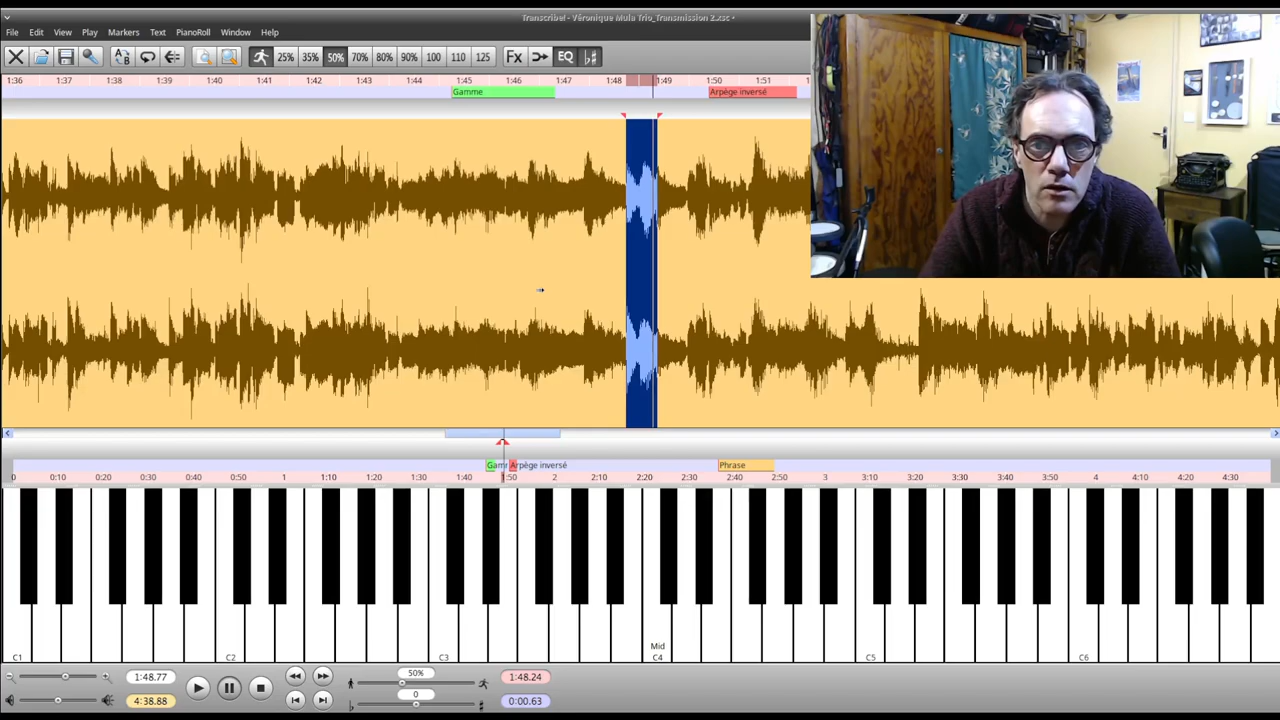 Transcribe! - Véronique Mula Trio_Transmission 2.xsc •
File Edit View Play Markers Text PianoRoll Window Help
25% 35% 50% 70% 80% 90% 100 110 125 Fx EQ
1:36 1:37 1:38 1:39 1:40 1:41 1:42 1:43 1:44 1:45 1:46 1:47 1:48 1:49 1:50 1:51
Gamme Arpège inversé
Arpège inversé Phrase
0 0:10 0:20 0:30 0:40 0:50 1 1:10 1:20 1:30 1:40 1:50 2 2:10 2:20 2:30 2:40 2:50 3 3:10 3:20 3:30 3:40 3:50 4 4:10 4:20 4:30
Mid
C1 C2 C3 C4 C5 C6
1:48.77 50% 1:48.24
4:38.88 0 0:00.63